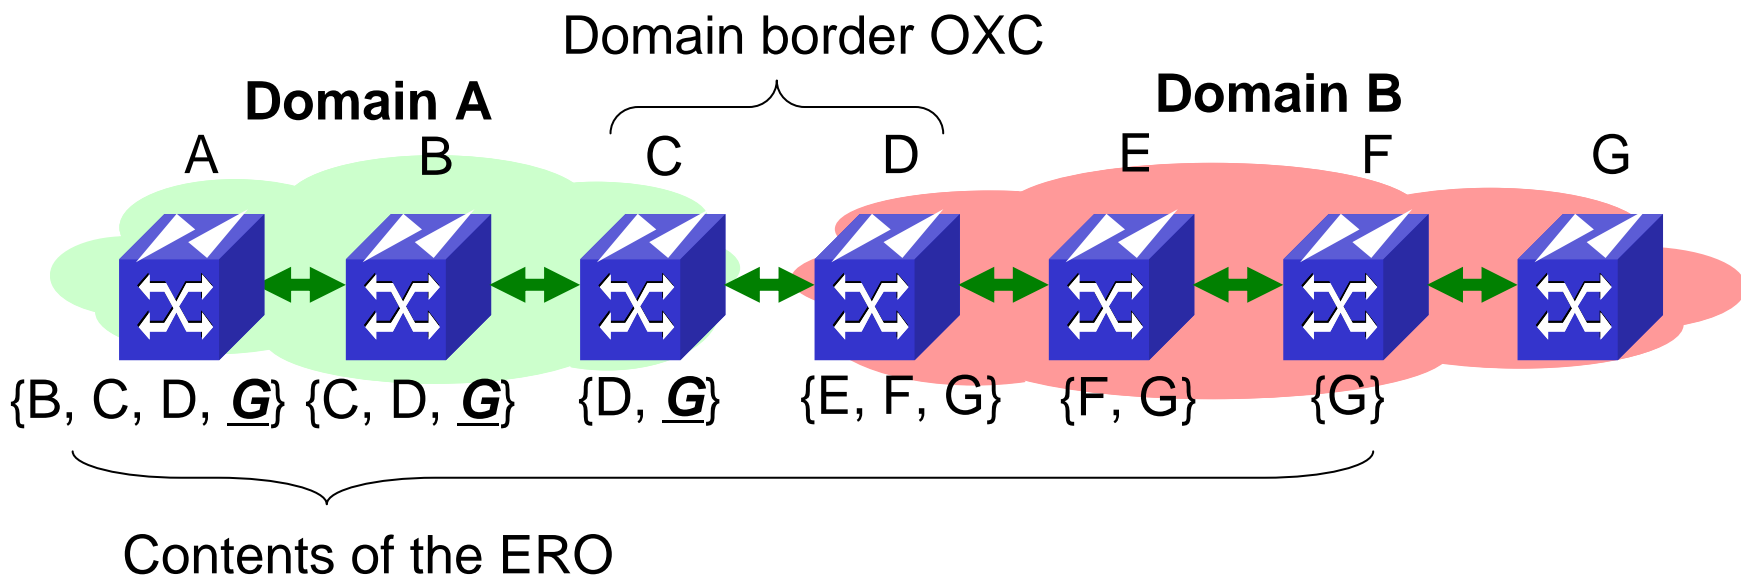 Domain border OXC
Domain A
Domain B
A B C D E F G
{B, C, D, G} {C, D, G} {D, G} {E, F, G} {F, G} {G}
Contents of the ERO